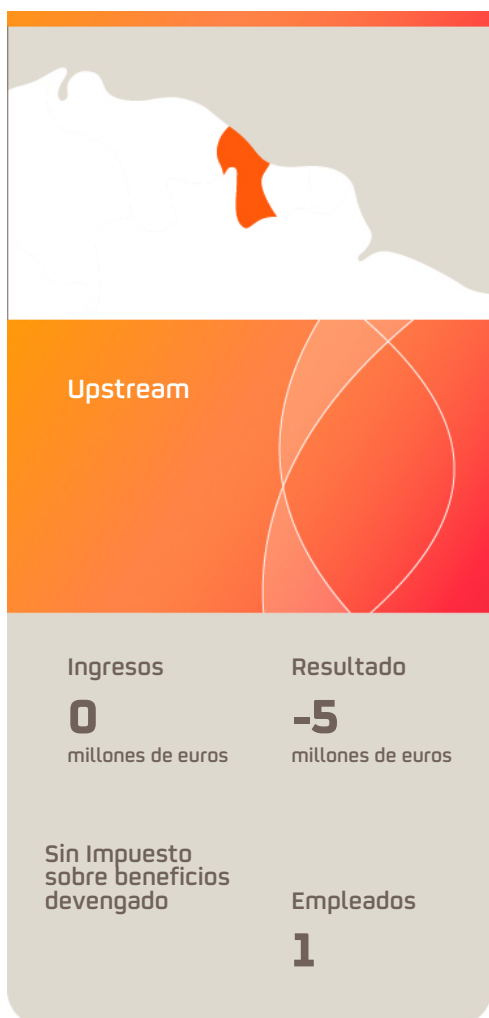 Upstream
Ingresos
0
millones de euros
Resultado
-5
millones de euros
Sin Impuesto
sobre beneficios
devengado
Empleados
1